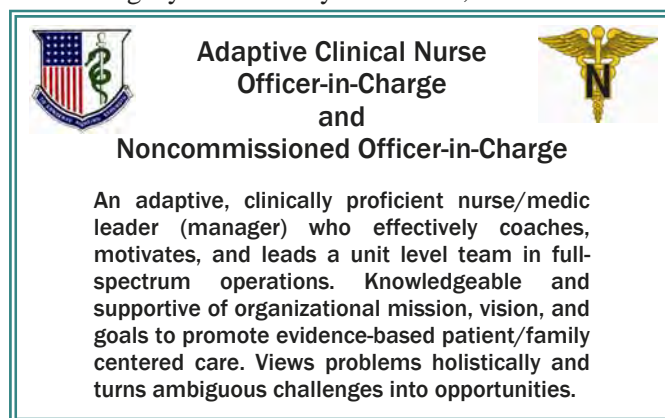 Adaptive Clinical Nurse
Officer-in-Charge
and
Noncommissioned Officer-in-Charge
N
An adaptive, clinically proficient nurse/medic
leader (manager) who effectively coaches,
motivates, and leads a unit level team in full-
spectrum operations. Knowledgeable and
supportive of organizational mission, vision, and
goals to promote evidence-based patient/family
centered care. Views problems holistically and
turns ambiguous challenges into opportunities.